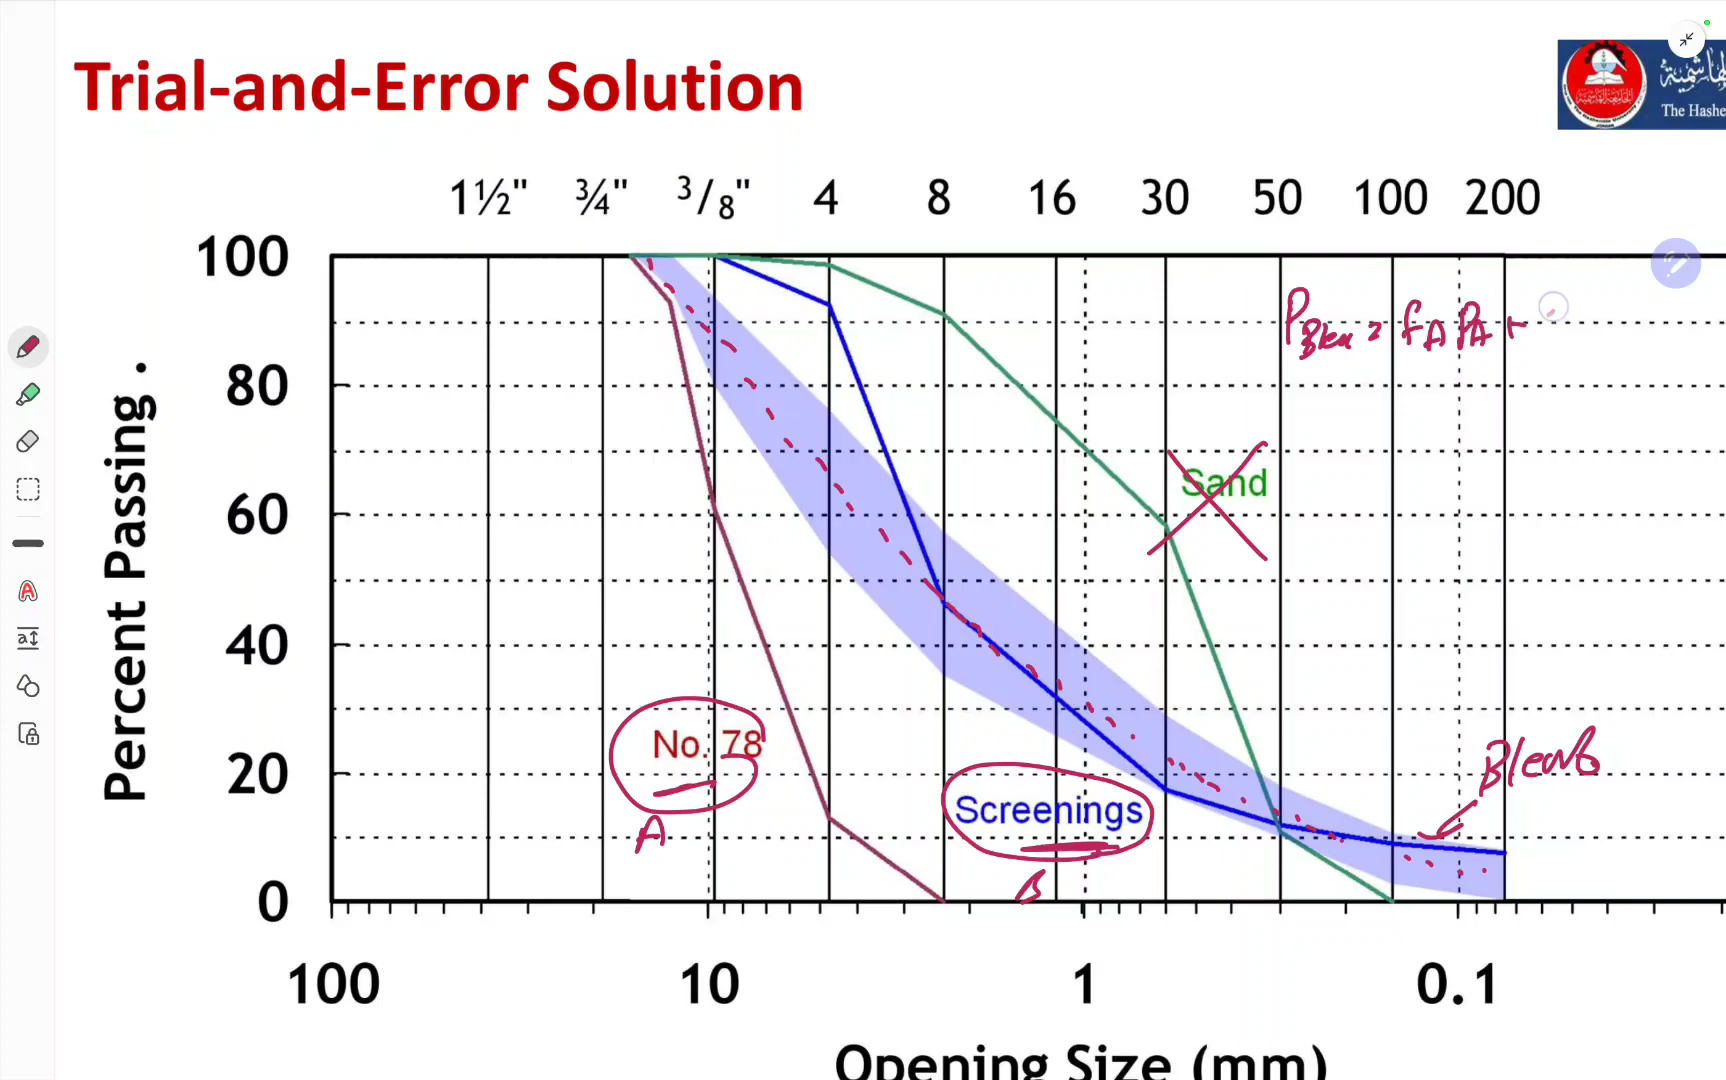 Trial-and-Error Solution
The Hashe
1½" ¾" 3/8" 4 8 16 30 50 100 200
100
80
60
40
20
0
Percent Passing .
Sand
No. 78
A
Screenings
B
100 10 1 0.1
Opening Size (mm)